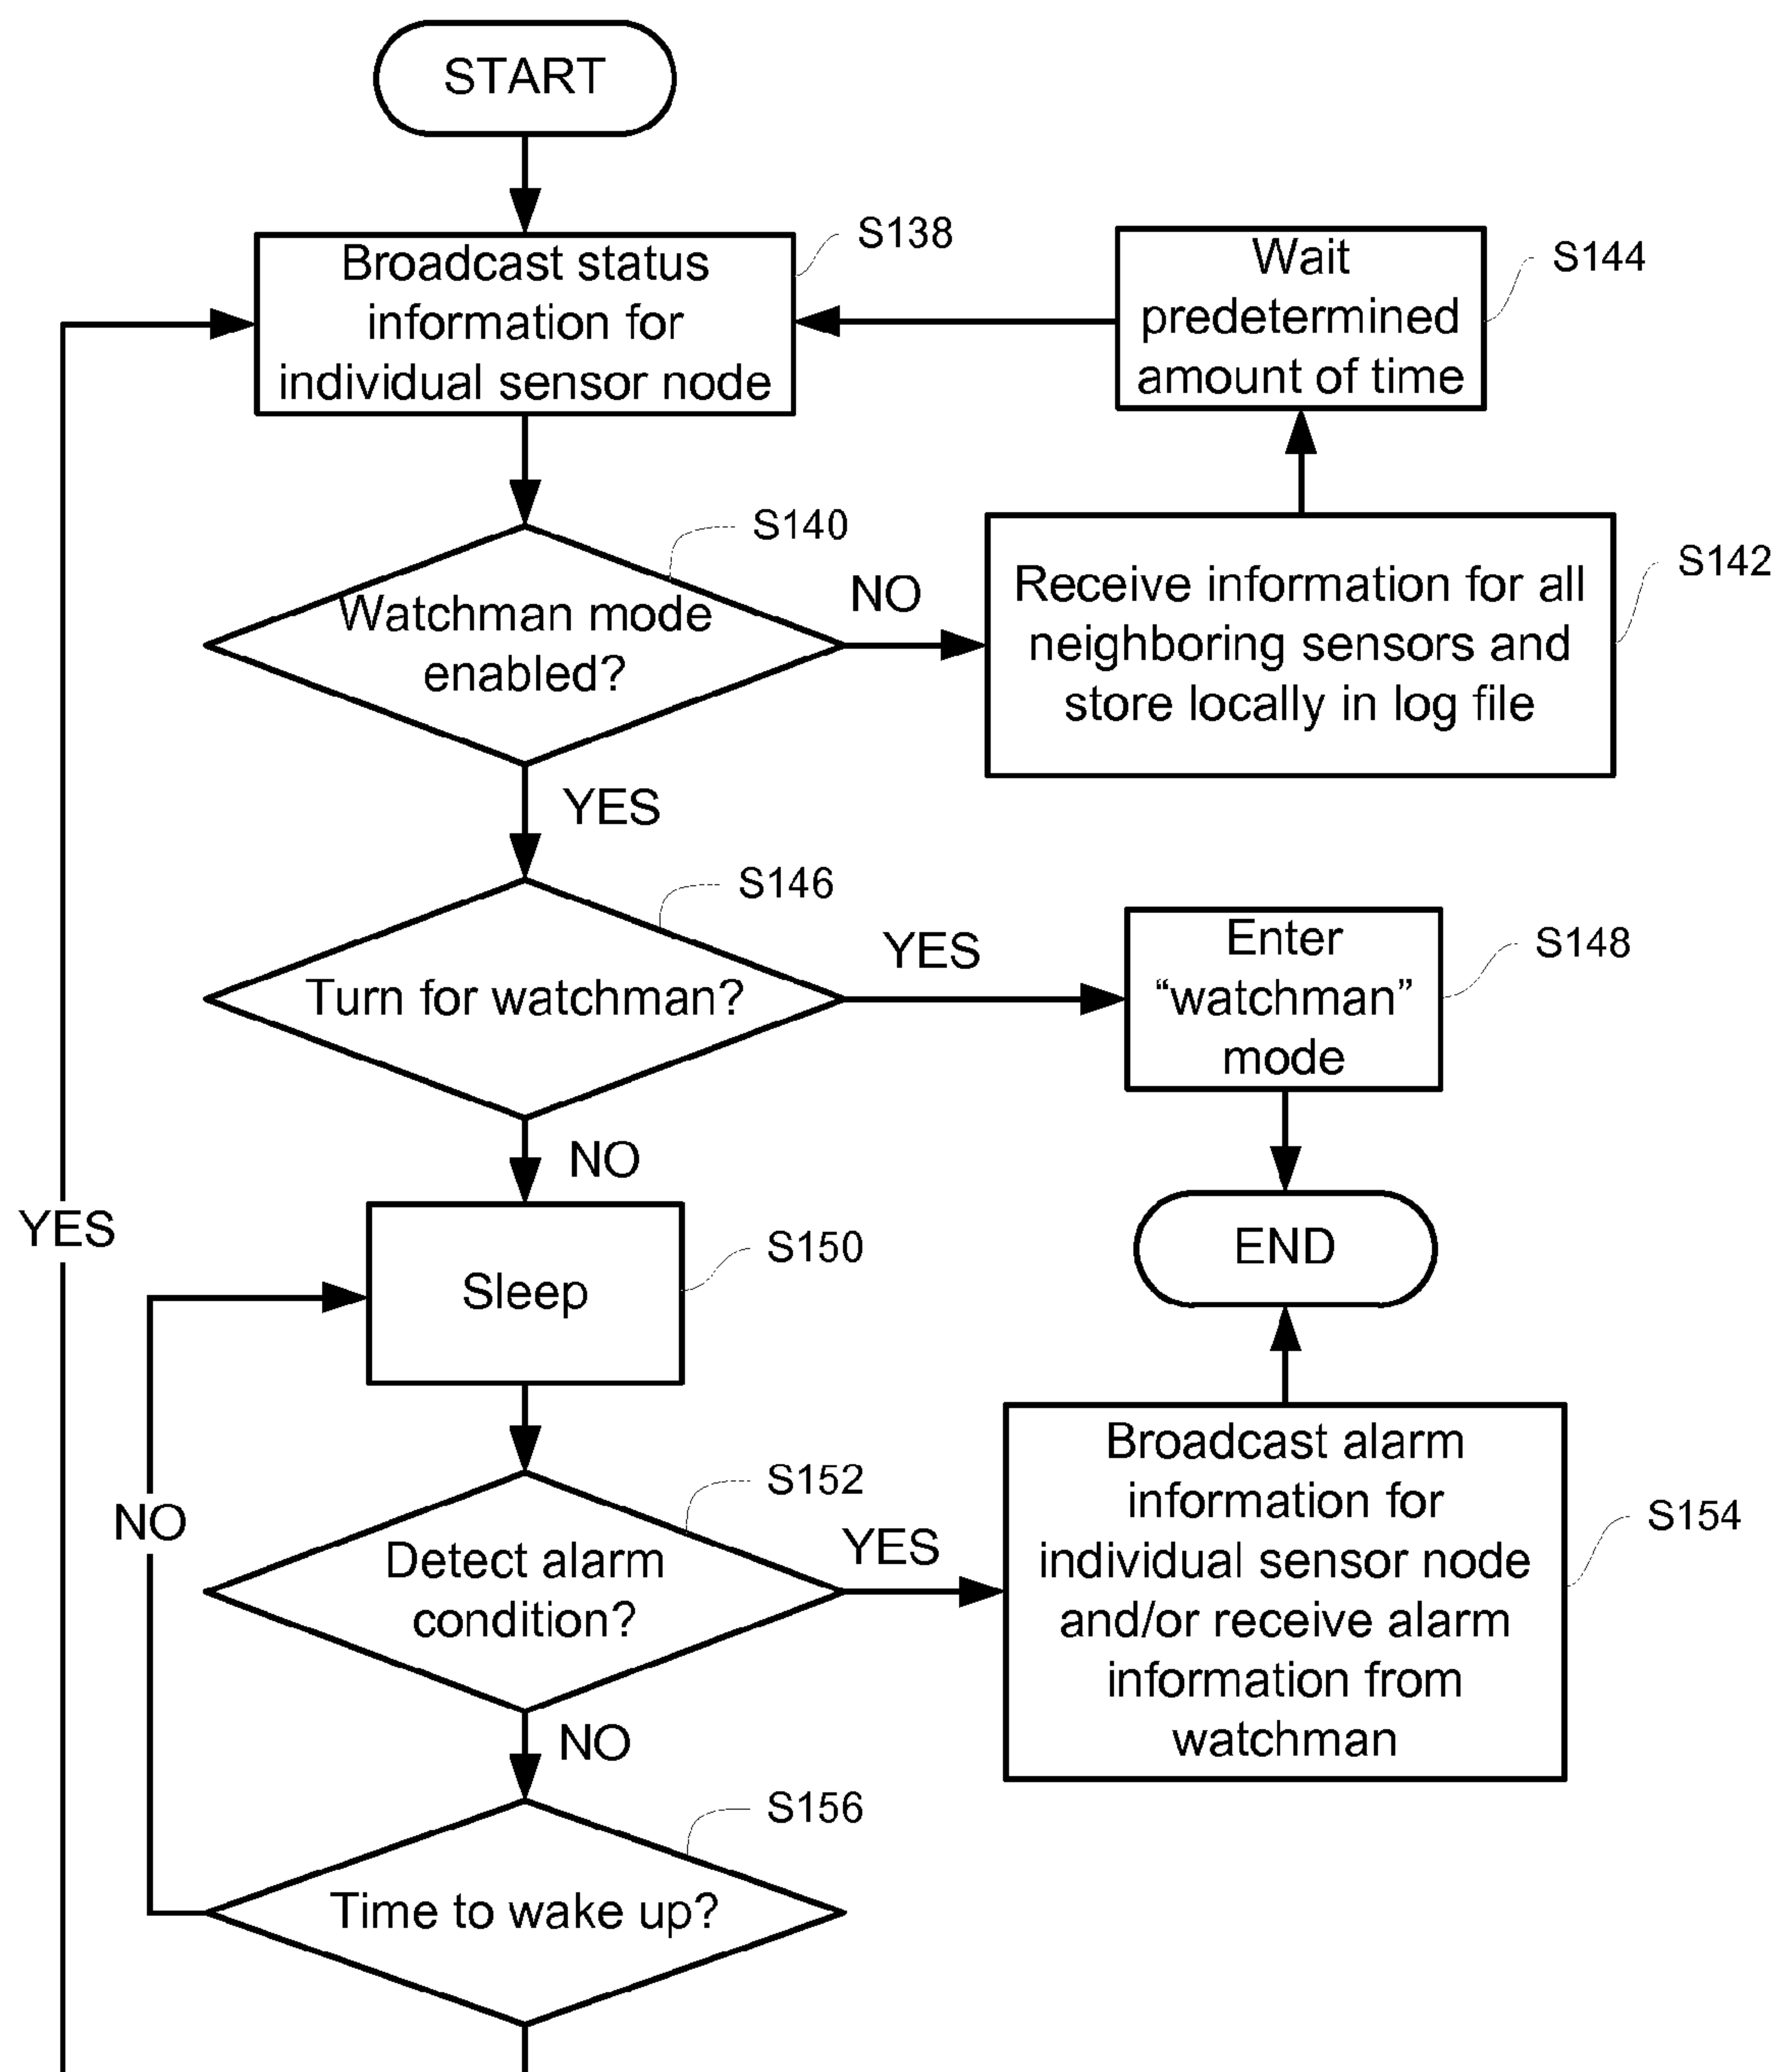 START
Broadcast status
information for
individual sensor node
S138
Wait
predetermined
amount of time
S144
Watchman mode
enabled?
S140
NO
Receive information for all
neighboring sensors and
store locally in log file
S142
YES
Turn for watchman?
S146
YES
Enter
“watchman”
mode
S148
NO
YES
Sleep
S150
END
Detect alarm
condition?
S152
NO
YES
Broadcast alarm
information for
individual sensor node
and/or receive alarm
information from
watchman
S154
NO
Time to wake up?
S156